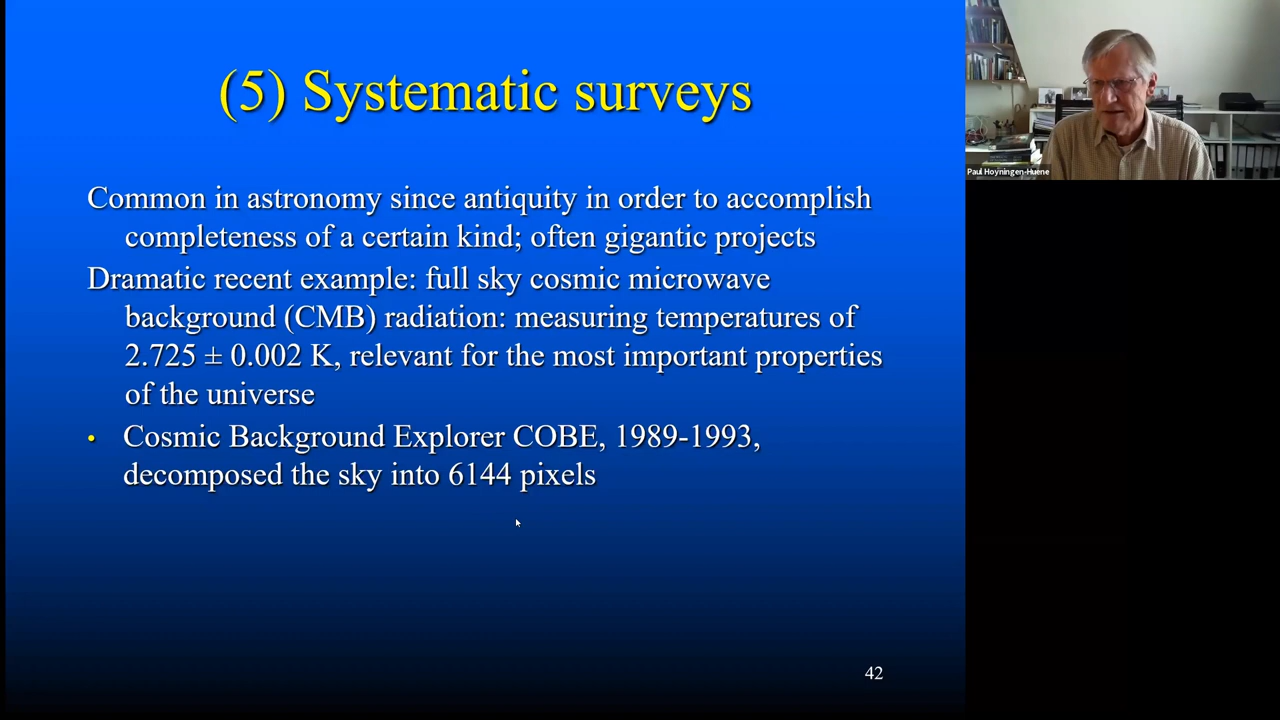 (5) Systematic surveys
Common in astronomy since antiquity in order to accomplish
completeness of a certain kind; often gigantic projects
Dramatic recent example: full sky cosmic microwave
background (CMB) radiation: measuring temperatures of
2.725 ± 0.002 K, relevant for the most important properties
of the universe
• Cosmic Background Explorer COBE, 1989-1993,
decomposed the sky into 6144 pixels
42
Paul Hoyningen-Huene